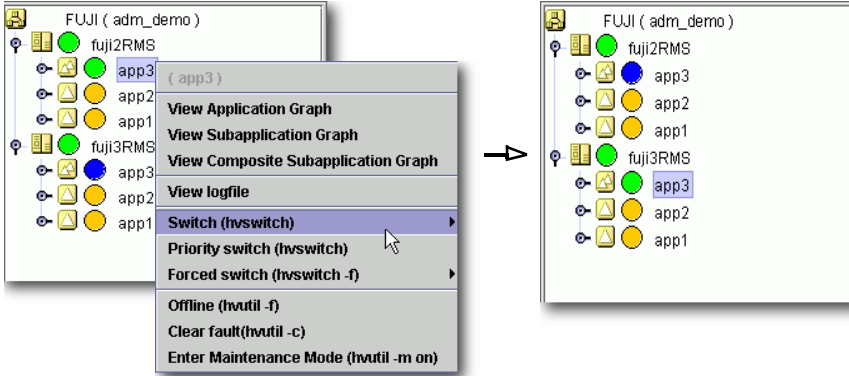 FUJI ( adm_demo )
fuji2RMS
app3
app2
app1
fuji3RMS
app3
app2
app1
( app3 )
View Application Graph
View Subapplication Graph
View Composite Subapplication Graph
View logfile
Switch (hvswitch)
Priority switch (hvswitch)
Forced switch (hvswitch -f)
Offline (hvutil -f)
Clear fault(hvutil -c)
Enter Maintenance Mode (hvutil -m on)
FUJI ( adm_demo )
fuji2RMS
app3
app2
app1
fuji3RMS
app3
app2
app1